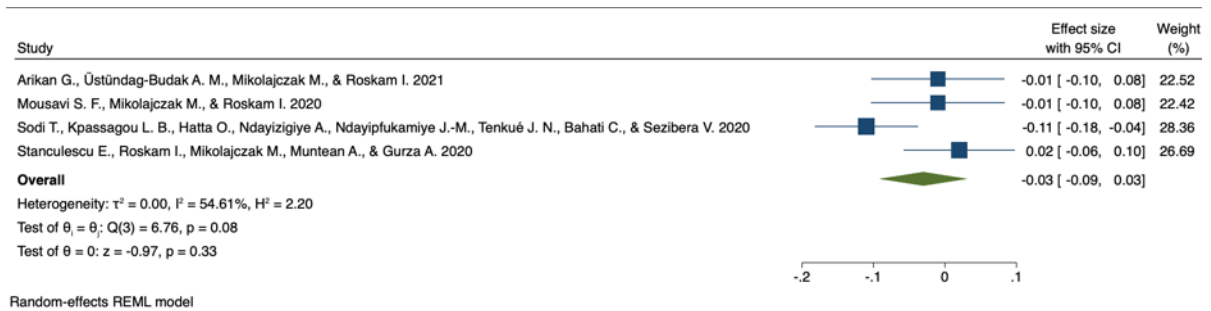 Effect size Weight
Study with 95% CI (%)
Arikan G., Üstündag-Budak A. M., Mikolajczak M., & Roskam I. 2021 -0.01 [ -0.10, 0.08] 22.52
Mousavi S. F., Mikolajczak M., & Roskam I. 2020 -0.01 [ -0.10, 0.08] 22.42
Sodi T., Kpassagou L. B., Hatta O., Ndayizigiye A., Ndayipfukamiye J.-M., Tenkué J. N., Bahati C., & Sezibera V. 2020 -0.11 [ -0.18, -0.04] 28.36
Stanculescu E., Roskam I., Mikolajczak M., Muntean A., & Gurza A. 2020 0.02 [ -0.06, 0.10] 26.69
Overall -0.03 [ -0.09, 0.03]
Heterogeneity: τ² = 0.00, I² = 54.61%, H² = 2.20
Test of θᵢ = θⱼ: Q(3) = 6.76, p = 0.08
Test of θ = 0: z = -0.97, p = 0.33
-.2 -.1 0 .1
Random-effects REML model